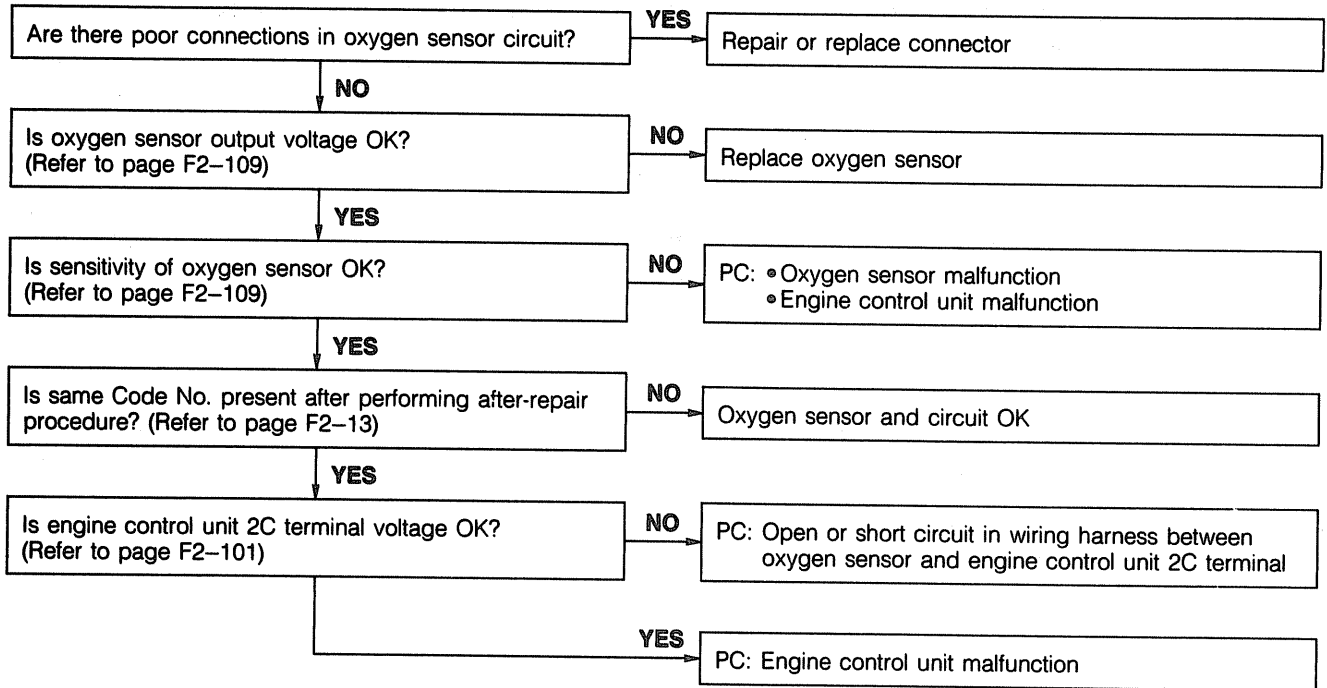 Are there poor connections in oxygen sensor circuit?
YES
Repair or replace connector
NO
Is oxygen sensor output voltage OK?
(Refer to page F2–109)
NO
Replace oxygen sensor
YES
Is sensitivity of oxygen sensor OK?
(Refer to page F2–109)
NO
PC: •Oxygen sensor malfunction
•Engine control unit malfunction
YES
Is same Code No. present after performing after-repair
procedure? (Refer to page F2–13)
NO
Oxygen sensor and circuit OK
YES
Is engine control unit 2C terminal voltage OK?
(Refer to page F2–101)
NO
PC: Open or short circuit in wiring harness between
oxygen sensor and engine control unit 2C terminal
YES
PC: Engine control unit malfunction